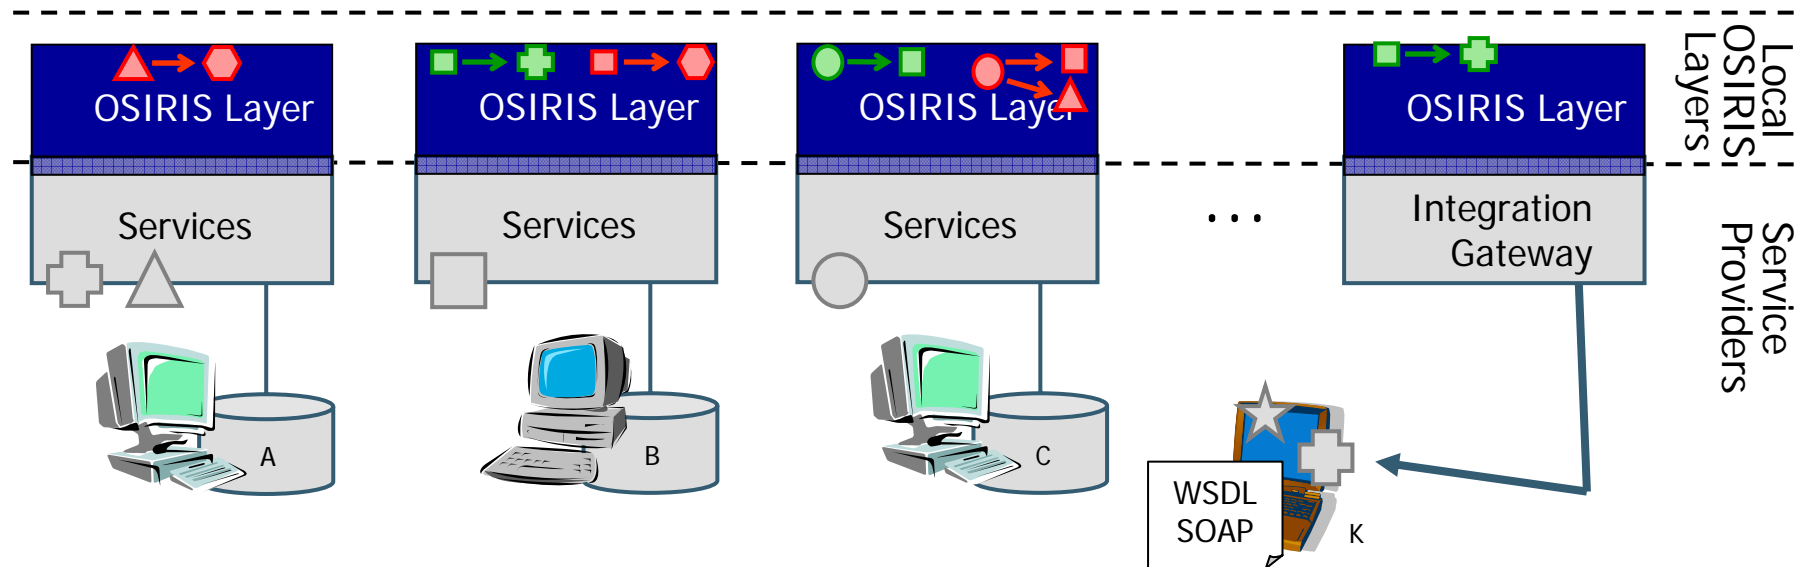 OSIRIS Layer
OSIRIS Layer
OSIRIS Layer
OSIRIS Layer
Local
OSIRIS
Layers
Services
Services
Services
...
Integration
Gateway
Service
Providers
A
B
C
WSDL
SOAP
K